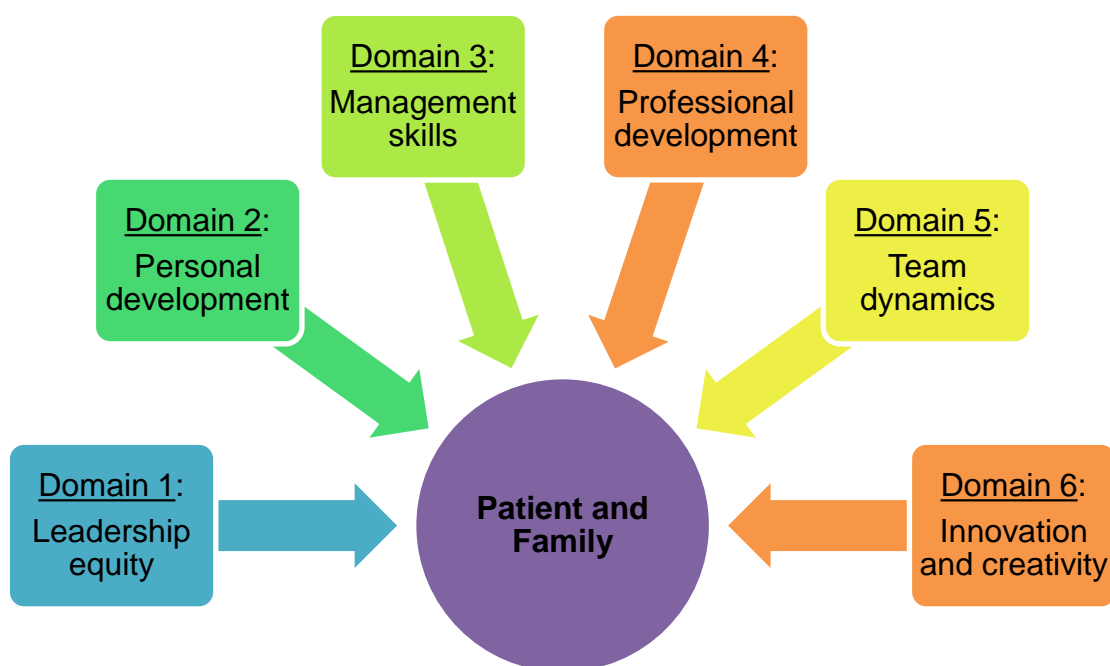 Domain 1:
Leadership
equity
Domain 2:
Personal
development
Domain 3:
Management
skills
Domain 4:
Professional
development
Domain 5:
Team
dynamics
Domain 6:
Innovation
and creativity
Patient and
Family